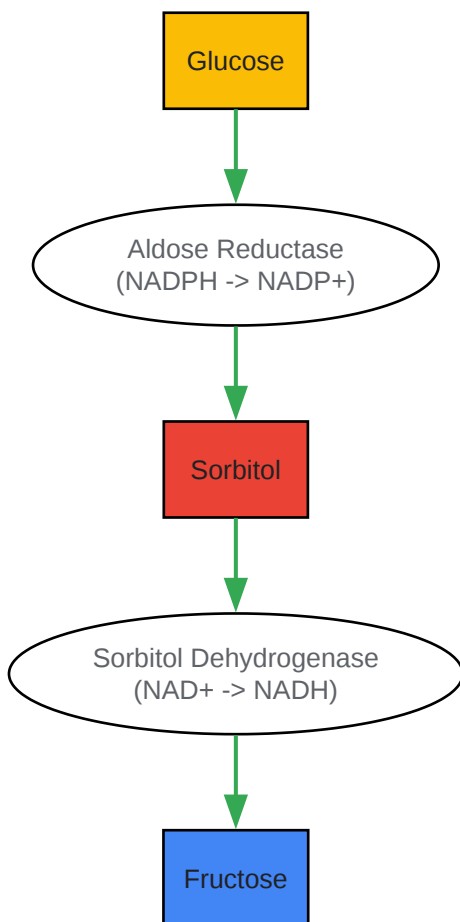 Glucose
Aldose Reductase
(NADPH -> NADP+)
Sorbitol
Sorbitol Dehydrogenase
(NAD+ -> NADH)
Fructose